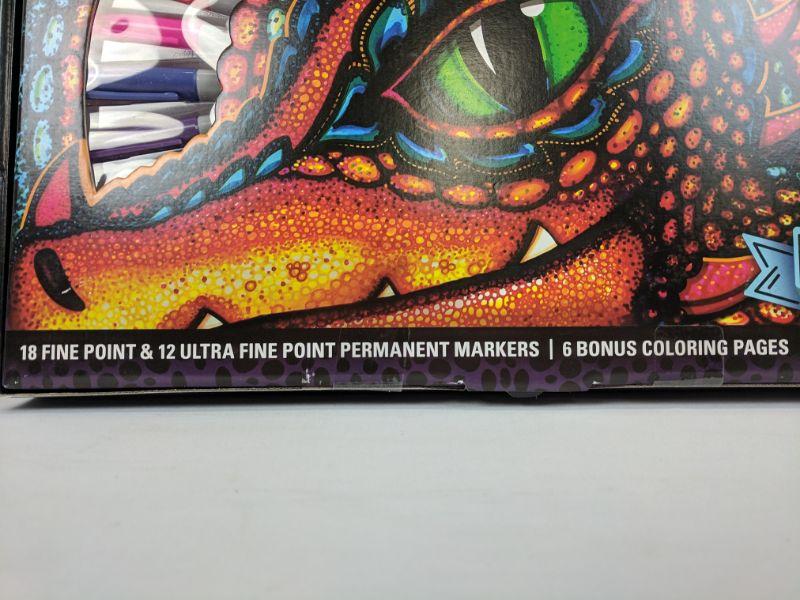 18 FINE POINT & 12 ULTRA FINE POINT PERMANENT MARKERS | 6 BONUS COLORING PAGES